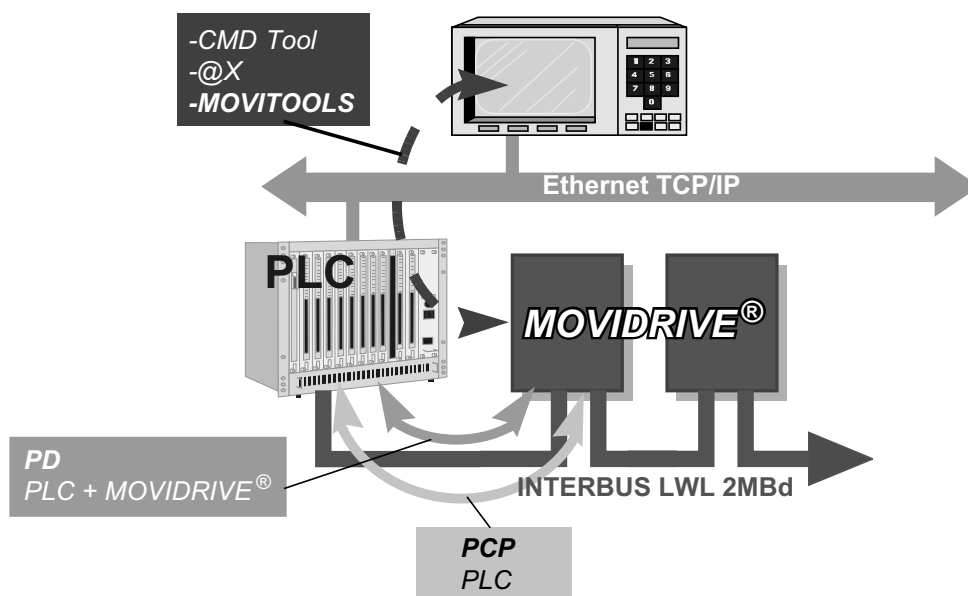 -CMD Tool
-@X
-MOVITOOLS
1 2 3
4 5 6
7 8 9
0
Ethernet TCP/IP
PLC
MOVIDRIVE®
PD
PLC + MOVIDRIVE®
INTERBUS LWL 2MBd
PCP
PLC